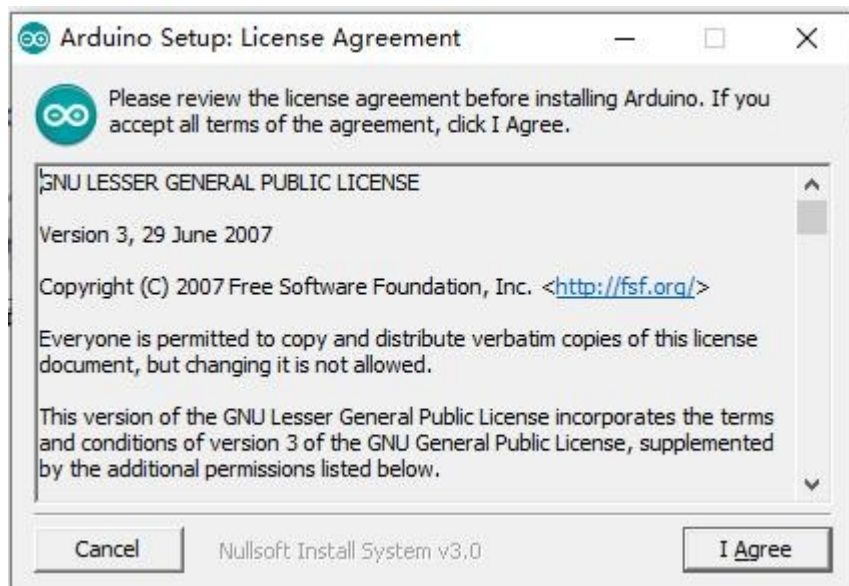 Arduino Setup: License Agreement
Please review the license agreement before installing Arduino. If you
accept all terms of the agreement, click I Agree.
GNU LESSER GENERAL PUBLIC LICENSE
Version 3, 29 June 2007
Copyright (C) 2007 Free Software Foundation, Inc. <http://fsf.org/>
Everyone is permitted to copy and distribute verbatim copies of this license
document, but changing it is not allowed.
This version of the GNU Lesser General Public License incorporates the terms
and conditions of version 3 of the GNU General Public License, supplemented
by the additional permissions listed below.
Cancel
Nullsoft Install System v3.0
I Agree